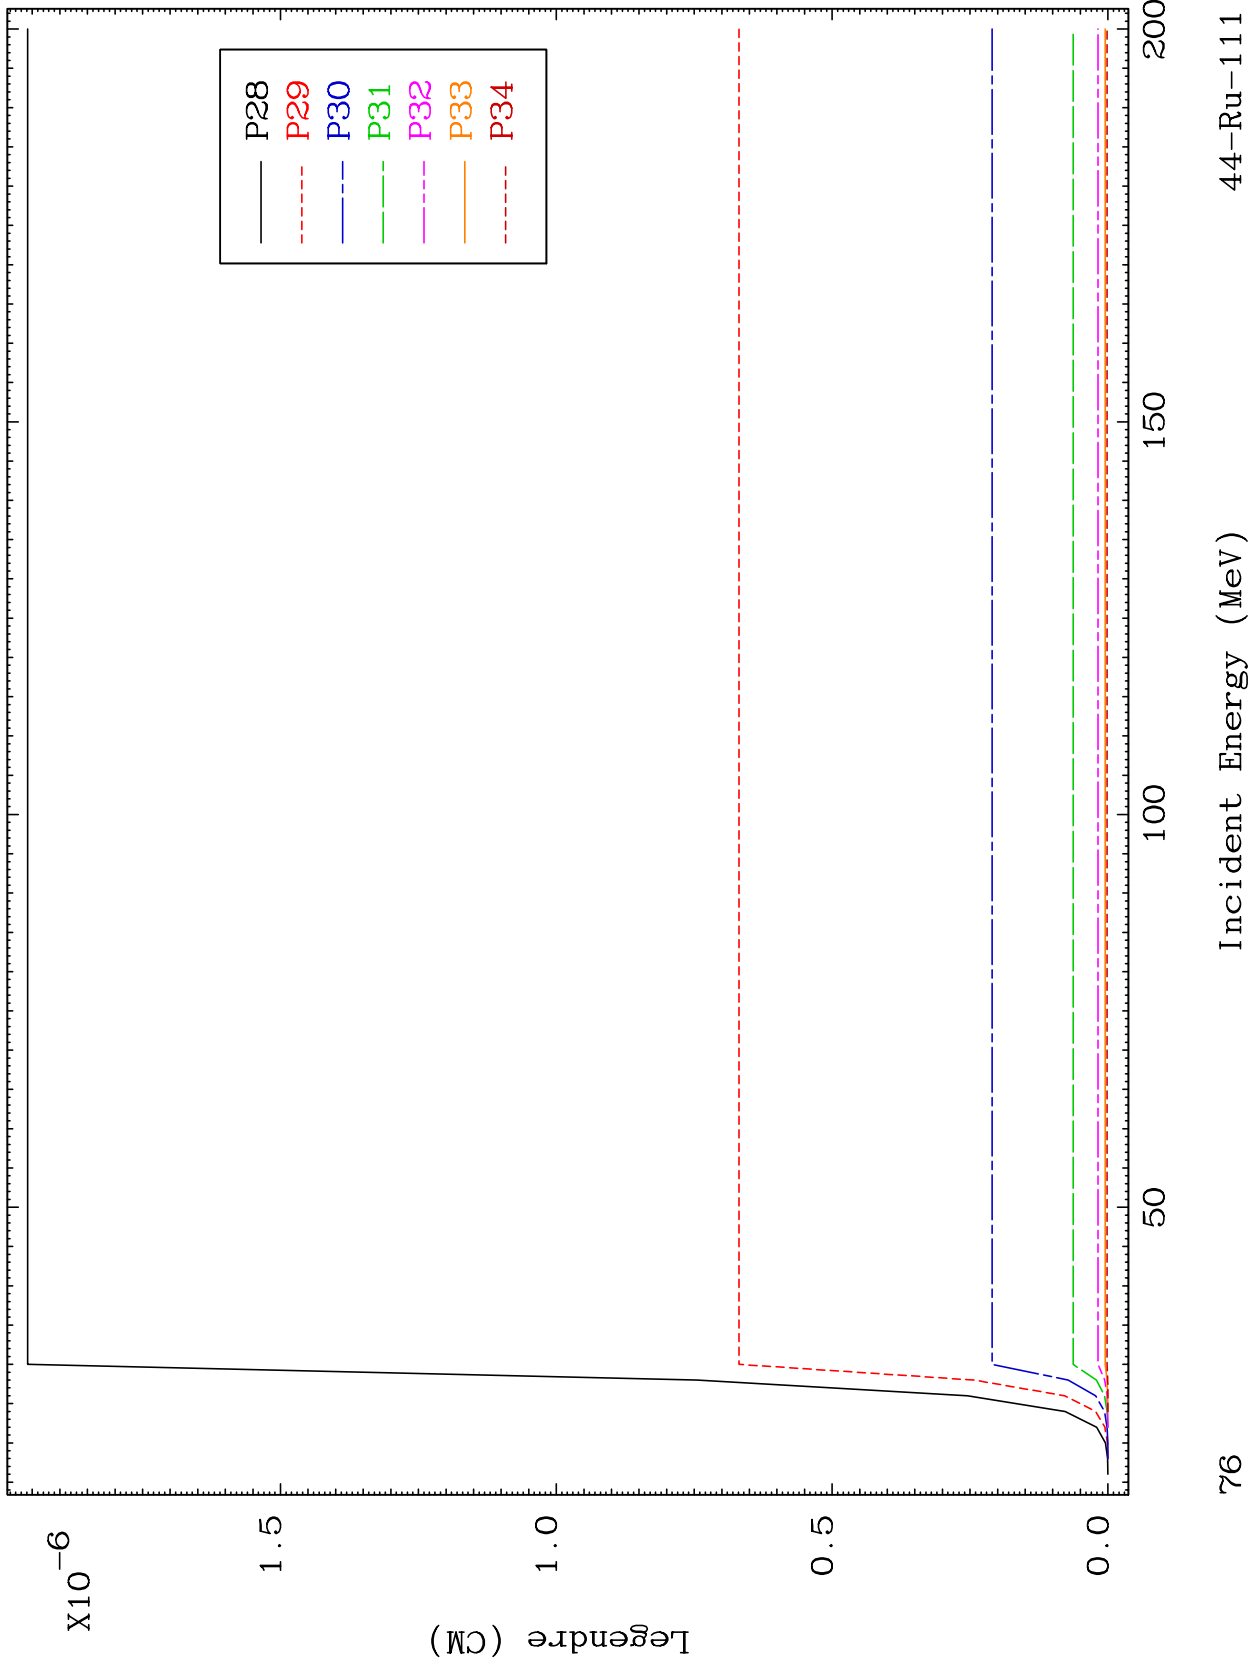 X10-6
Legendre (CM)
1.5
1.0
0.5
0.0
P28
P29
P30
P31
P32
P33
P34
50
100
150
200
Incident Energy (MeV)
76
44-Ru-111